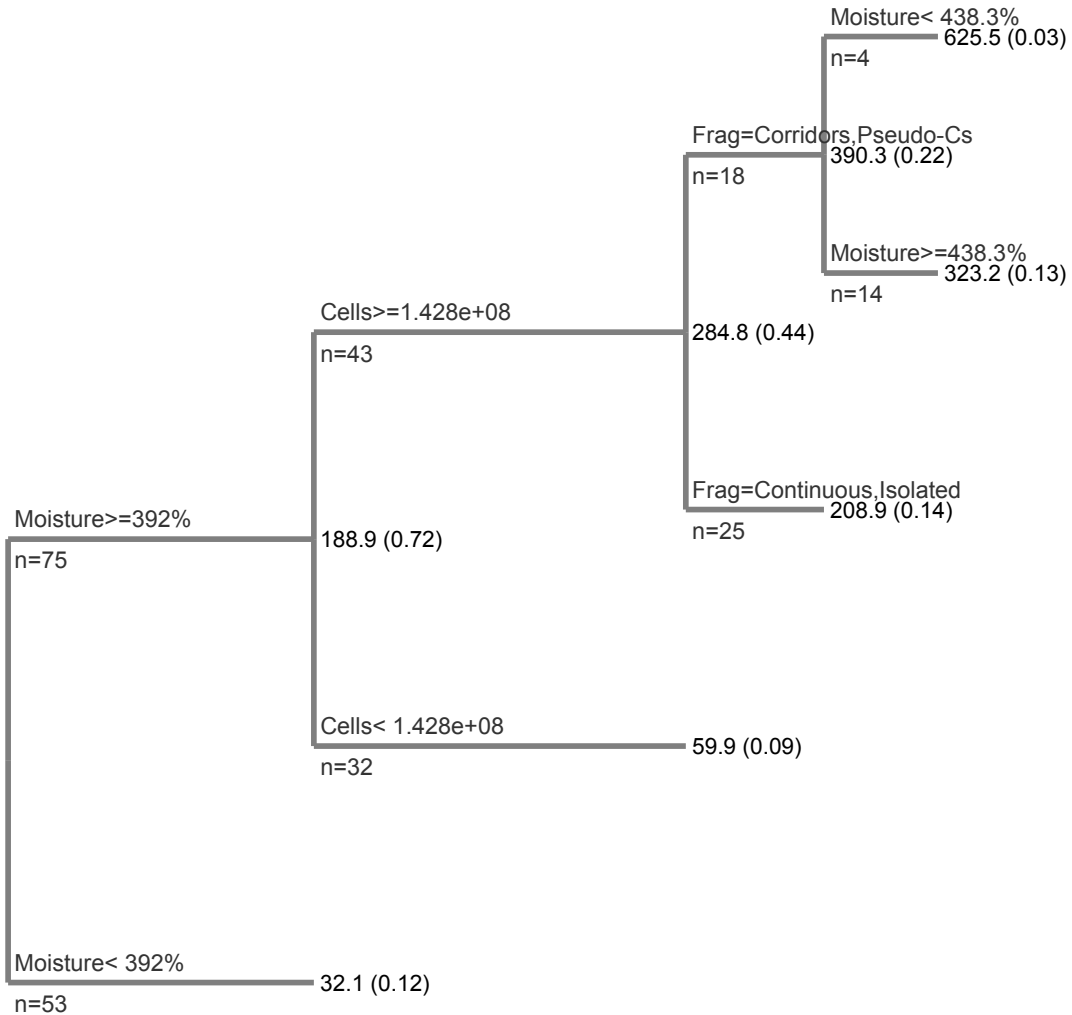 Moisture< 438.3%
625.5 (0.03)
n=4
Frag=Corridors,Pseudo-Cs
390.3 (0.22)
n=18
Moisture>=438.3%
323.2 (0.13)
n=14
Cells>=1.428e+08
284.8 (0.44)
n=43
Frag=Continuous,Isolated
208.9 (0.14)
n=25
Moisture>=392%
188.9 (0.72)
n=75
Cells< 1.428e+08
59.9 (0.09)
n=32
Moisture< 392%
32.1 (0.12)
n=53